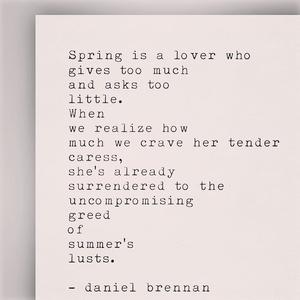 Spring is a lover who
gives too much
and asks too
little.
When
we realize how
much we crave her tender
caress,
she's already
surrendered to the
uncompromising
greed
of
summer's
lusts.

- daniel brennan